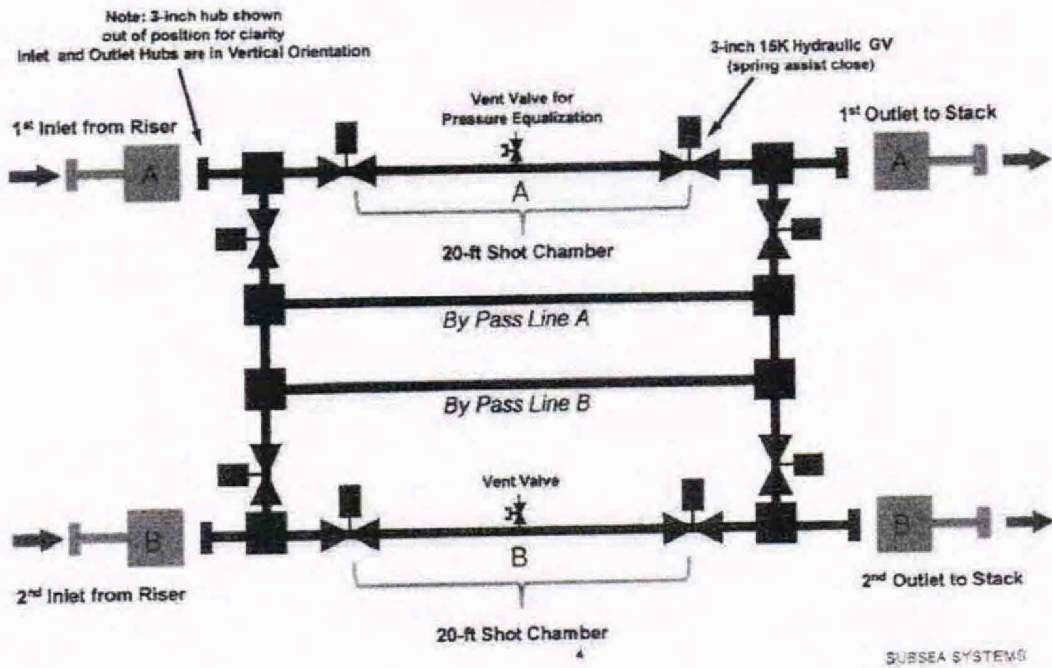 Note: 3-inch hub shown
out of position for clarity
Inlet and Outlet Hubs are in Vertical Orientation
3-inch 15K Hydraulic GV
(spring assist close)
Vent Valve for
Pressure Equalization
1st Inlet from Riser
1st Outlet to Stack
A
A
A
20-ft Shot Chamber
By Pass Line A
By Pass Line B
Vent Valve
B
B
B
2nd Inlet from Riser
2nd Outlet to Stack
20-ft Shot Chamber
4
SUBSEA SYSTEMS